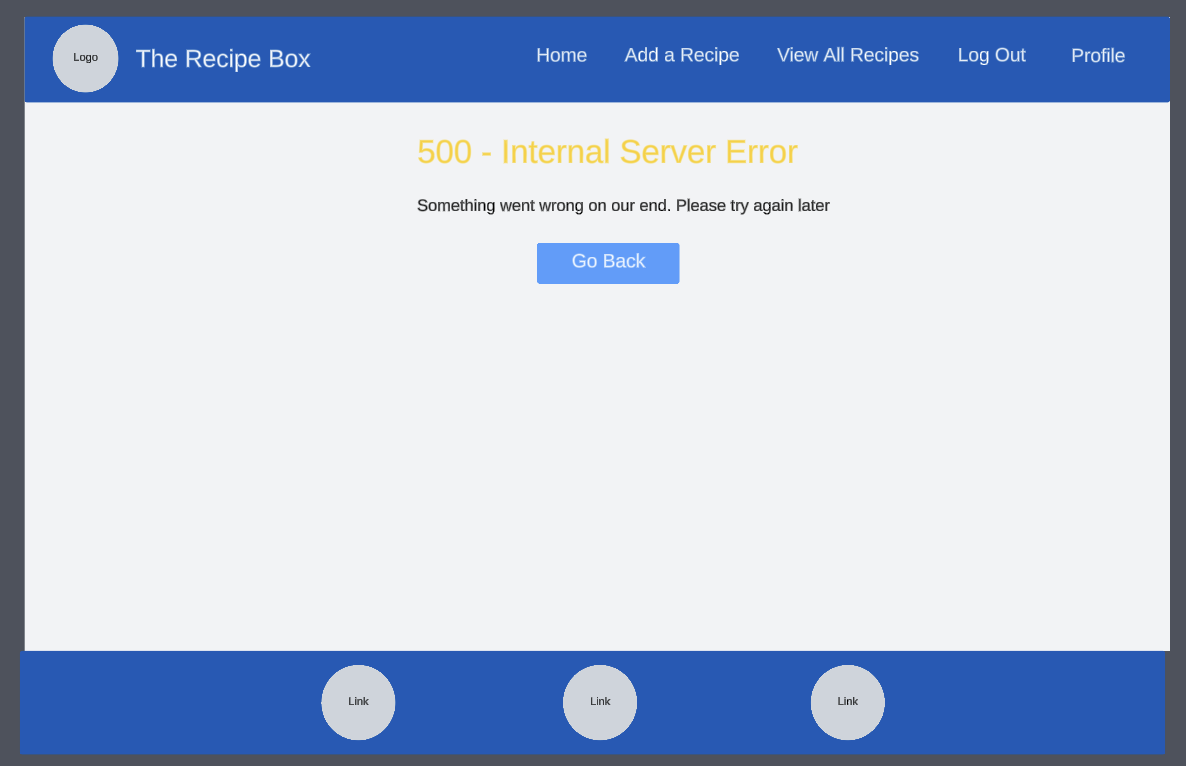 Logo
The Recipe Box
Home
Add a Recipe
View All Recipes
Log Out
Profile
500 - Internal Server Error
Something went wrong on our end. Please try again later
Go Back
Link
Link
Link